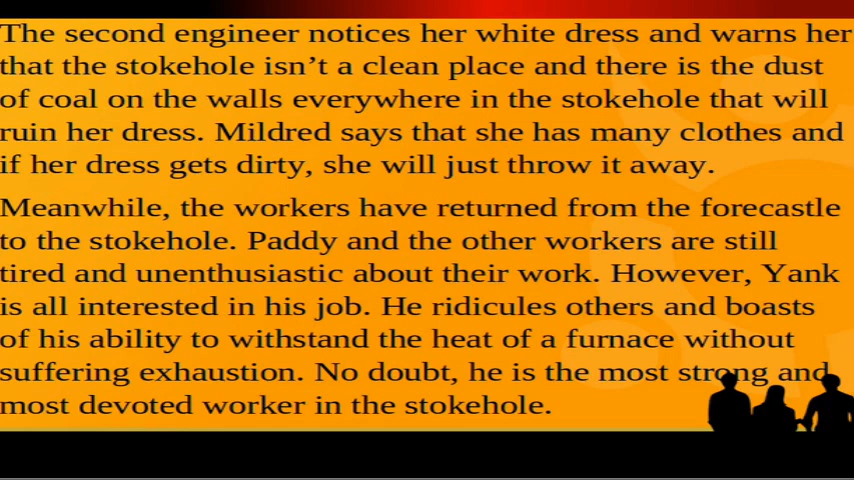 The second engineer notices her white dress and warns her
that the stokehole isn’t a clean place and there is the dust
of coal on the walls everywhere in the stokehole that will
ruin her dress. Mildred says that she has many clothes and
if her dress gets dirty, she will just throw it away.
Meanwhile, the workers have returned from the forecastle
to the stokehole. Paddy and the other workers are still
tired and unenthusiastic about their work. However, Yank
is all interested in his job. He ridicules others and boasts
of his ability to withstand the heat of a furnace without
suffering exhaustion. No doubt, he is the most strong and
most devoted worker in the stokehole.